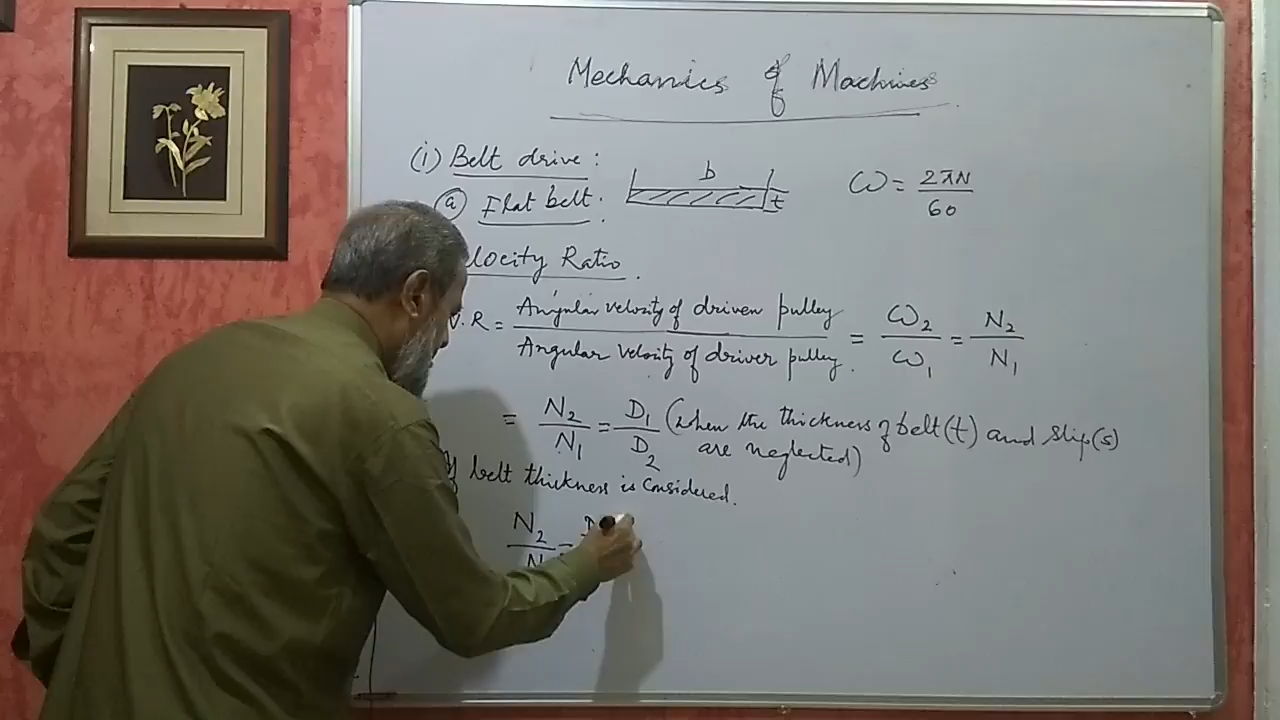 Mechanics of Machines
(i) Belt drive:
b
ω = 2πN
60
(a) Flat belt.
t
locity Ratio.
V.R = Angular velocity of driven pulley = ω2 = N2
Angular velocity of driver pulley. ω1 N1
= N2 = D1 (when the thickness of belt(t) and slip(s)
N1 D2 are neglected)
If belt thickness is considered.
N2 = D
N